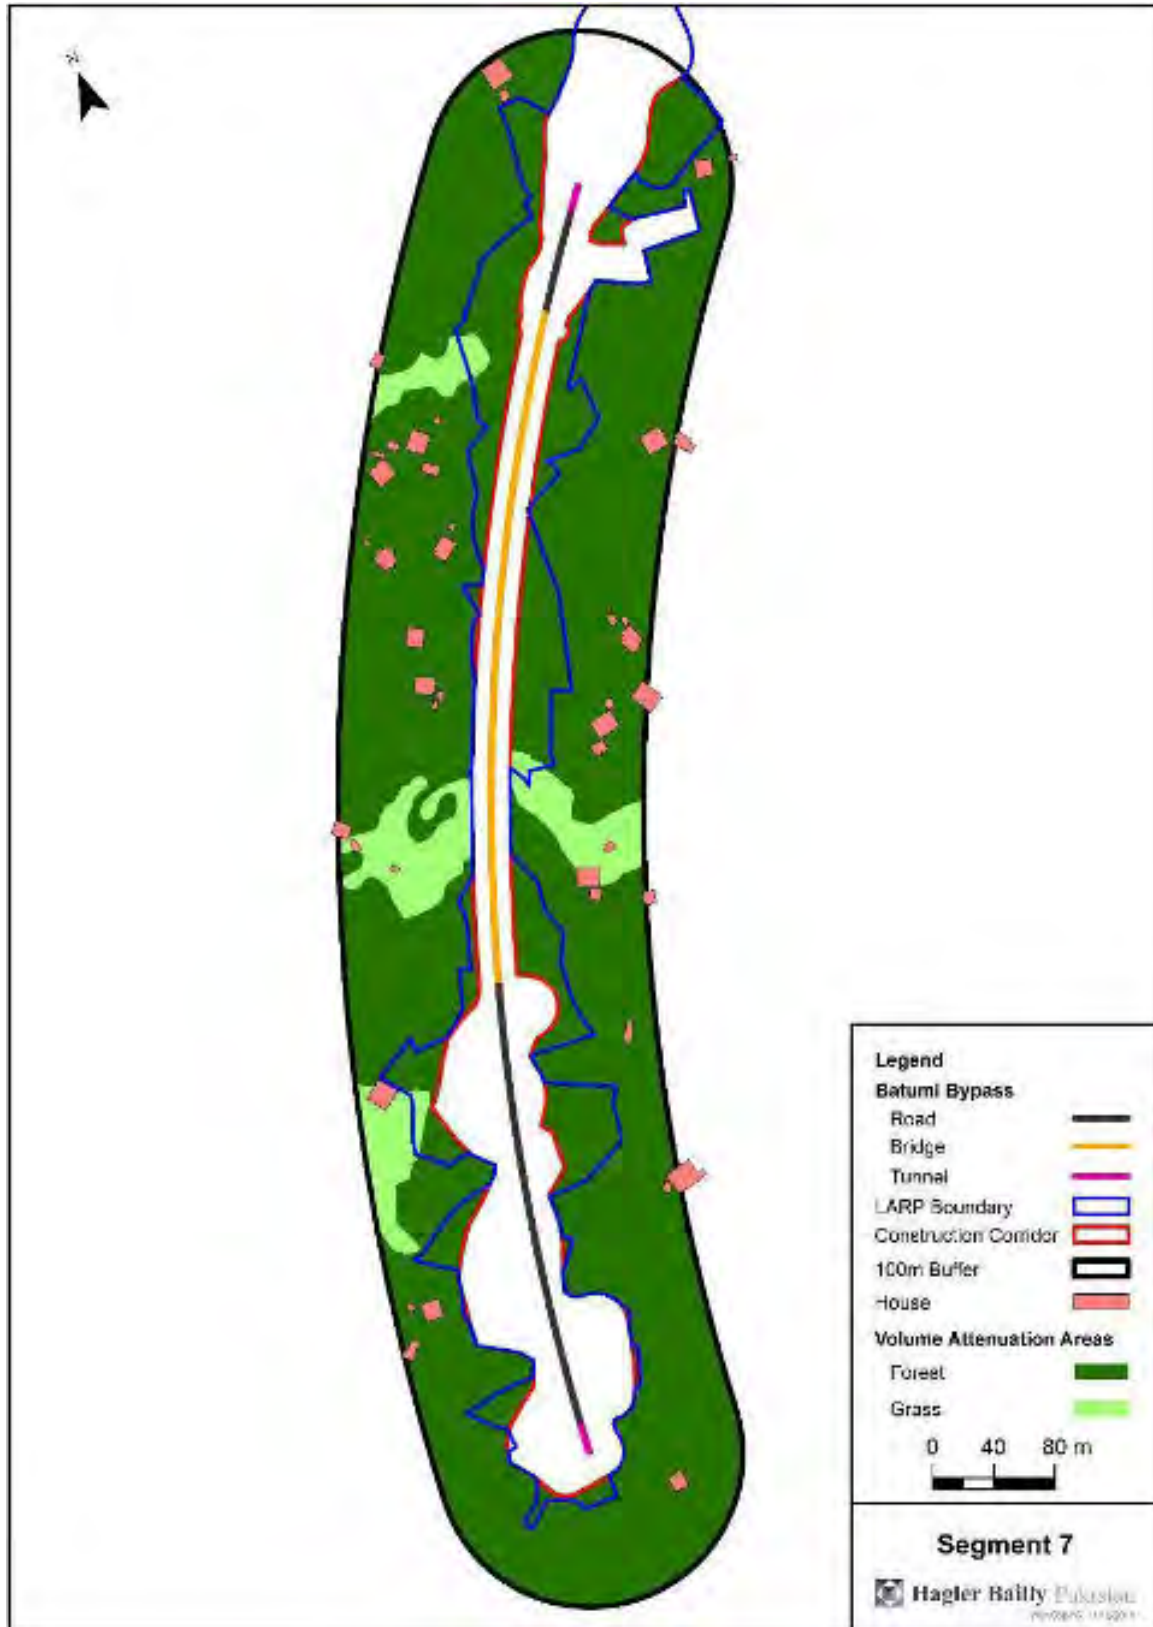 N
Legend
Batumi Bypass
Road
Bridge
Tunnel
LARP Boundary
Construction Corridor
100m Buffer
House
Volume Attenuation Areas
Forest
Grass
0 40 80 m
Segment 7
Hagler Bailly Pakistan